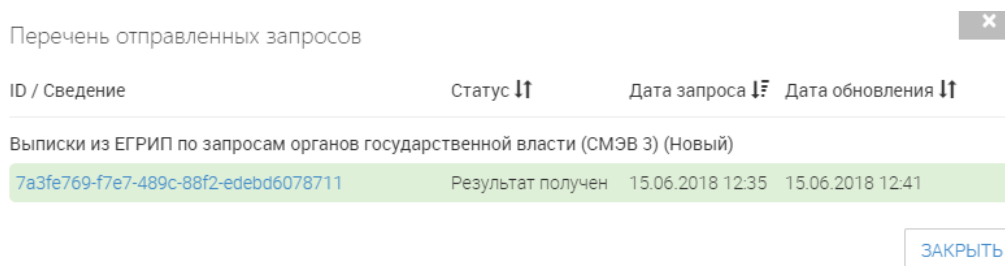 Перечень отправленных запросов
ID / Сведение Статус Дата запроса Дата обновления
Выписки из ЕГРИП по запросам органов государственной власти (СМЭВ 3) (Новый)
7a3fe769-f7e7-489c-88f2-edebd6078711 Результат получен 15.06.2018 12:35 15.06.2018 12:41
ЗАКРЫТЬ